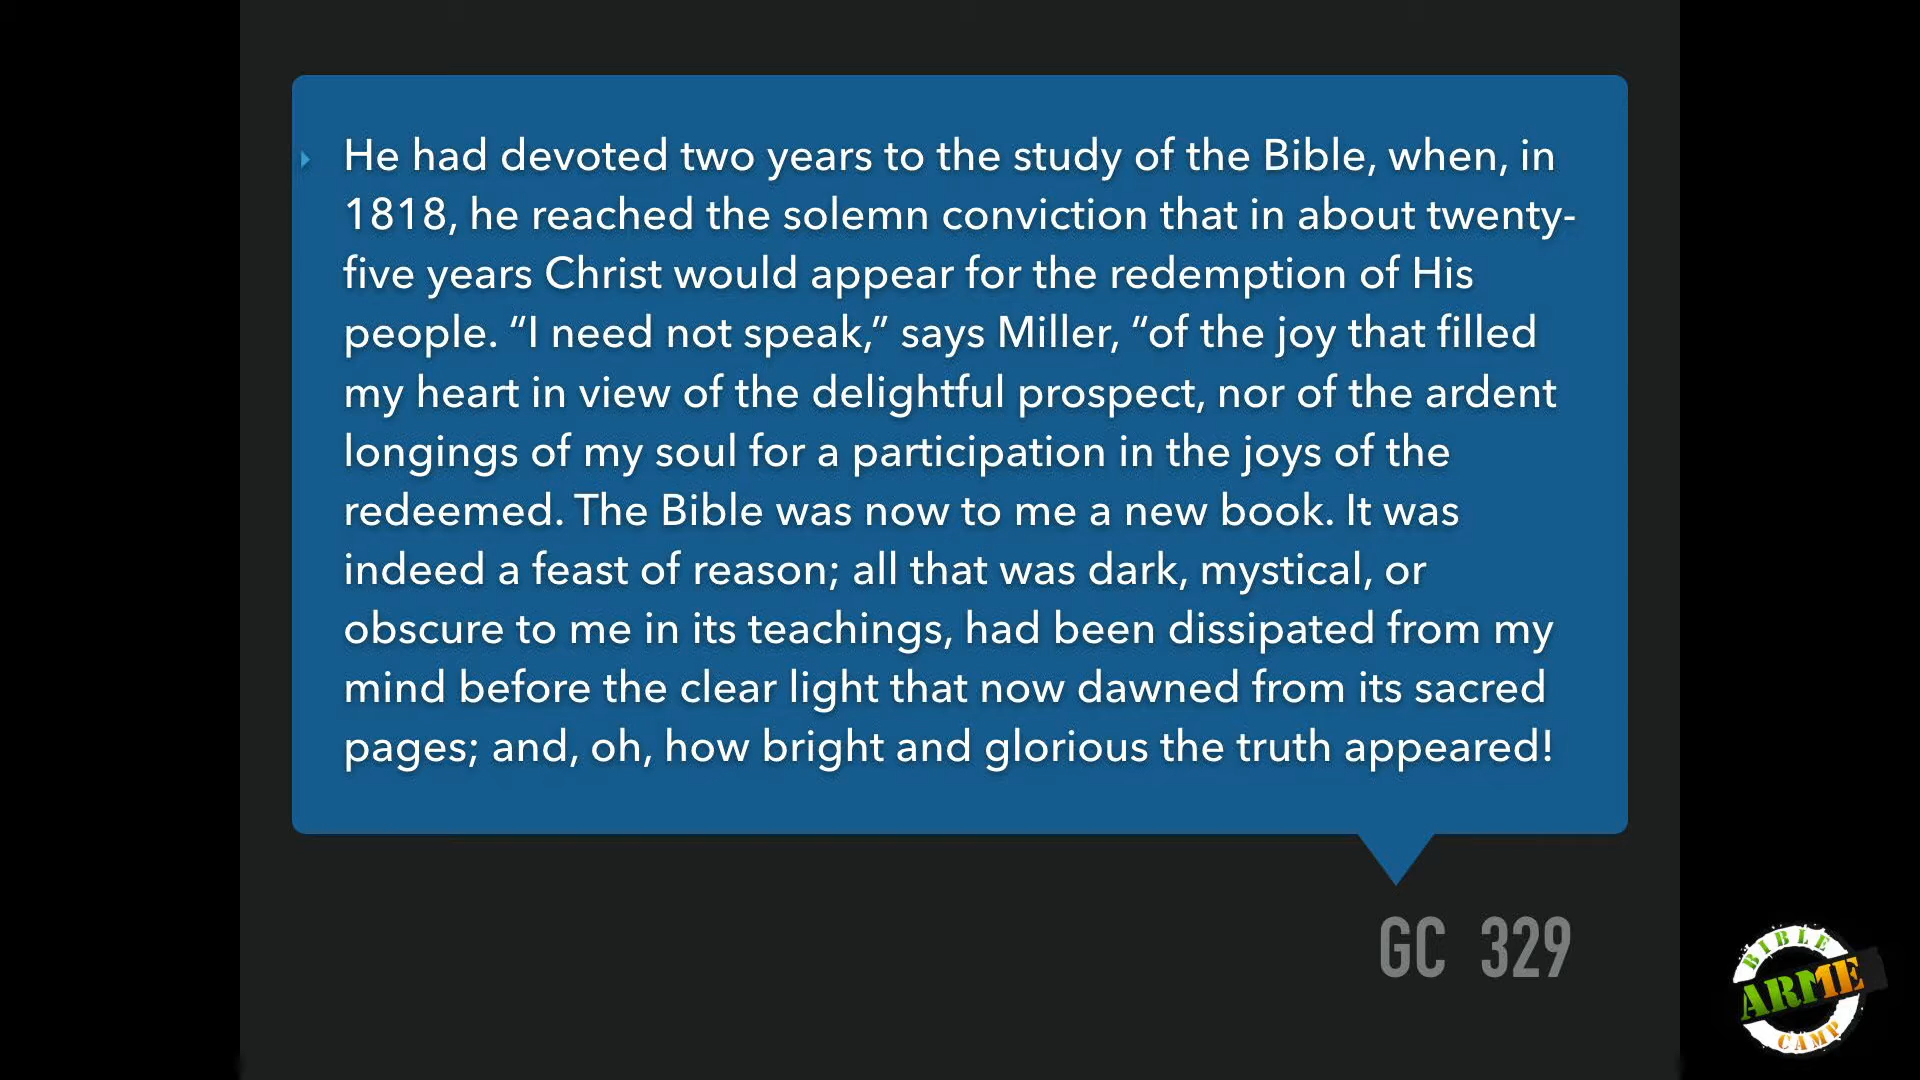 He had devoted two years to the study of the Bible, when, in
1818, he reached the solemn conviction that in about twenty-
five years Christ would appear for the redemption of His
people. “I need not speak,” says Miller, “of the joy that filled
my heart in view of the delightful prospect, nor of the ardent
longings of my soul for a participation in the joys of the
redeemed. The Bible was now to me a new book. It was
indeed a feast of reason; all that was dark, mystical, or
obscure to me in its teachings, had been dissipated from my
mind before the clear light that now dawned from its sacred
pages; and, oh, how bright and glorious the truth appeared!
GC 329
BIBLE
ARME
CAMP